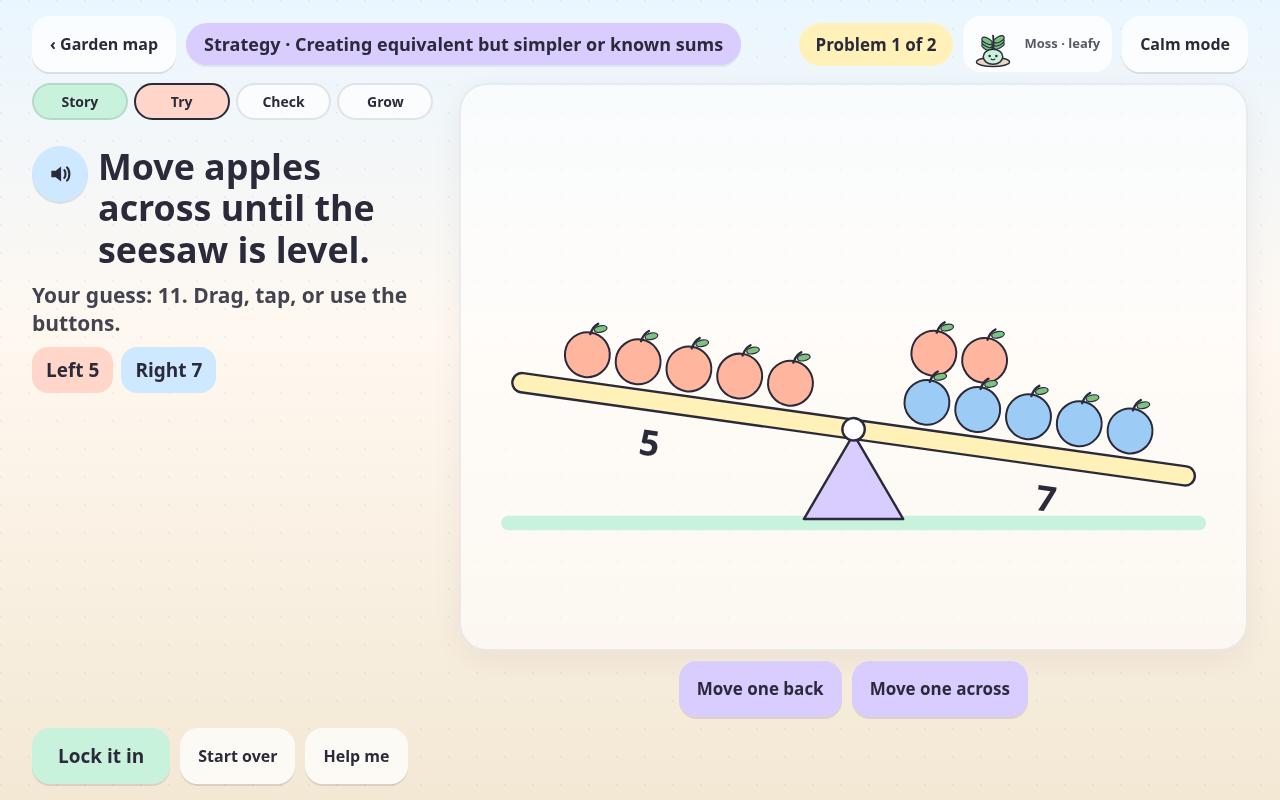 ‹ Garden map
Strategy · Creating equivalent but simpler or known sums
Problem 1 of 2
Moss · leafy
Calm mode
Story
Try
Check
Grow
Move apples
across until the
seesaw is level.
Your guess: 11. Drag, tap, or use the
buttons.
Left 5
Right 7
5
7
Move one back
Move one across
Lock it in
Start over
Help me